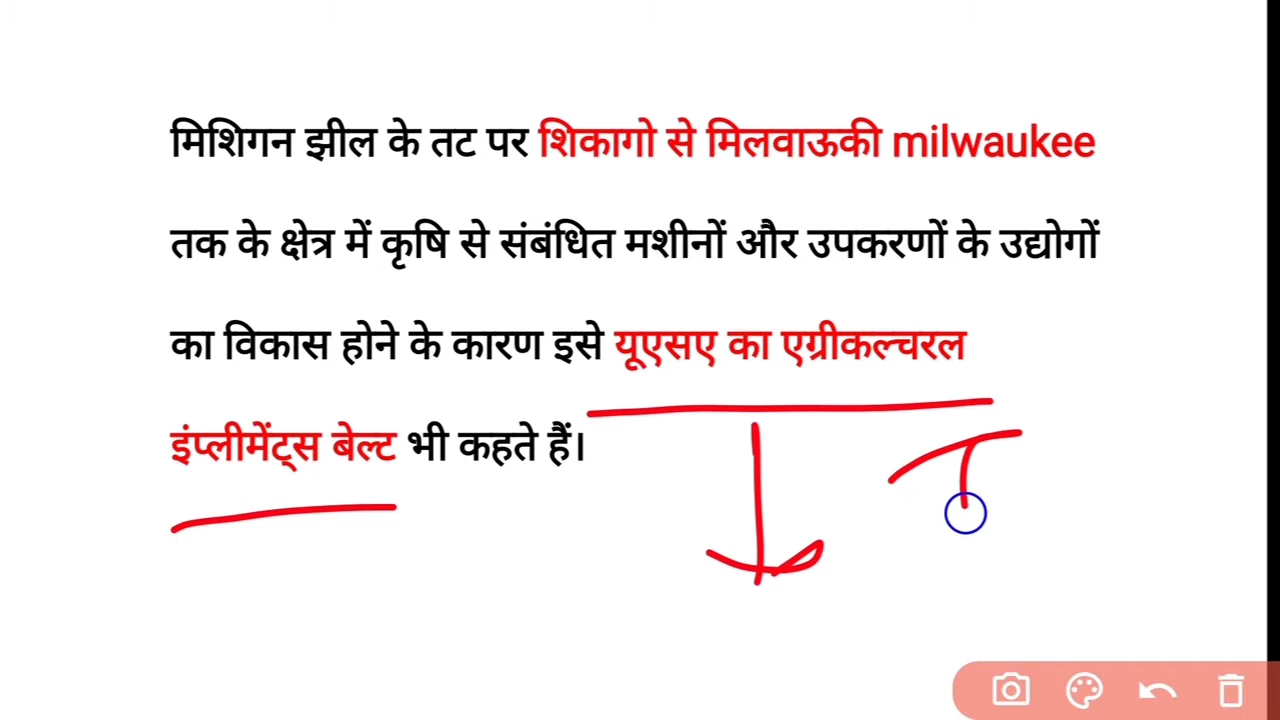 मिशिगन झील के तट पर शिकागो से मिलवाऊकी milwaukee
तक के क्षेत्र में कृषि से संबंधित मशीनों और उपकरणों के उद्योगों
का विकास होने के कारण इसे यूएसए का एग्रीकल्चरल
इंप्लीमेंट्स बेल्ट भी कहते हैं।